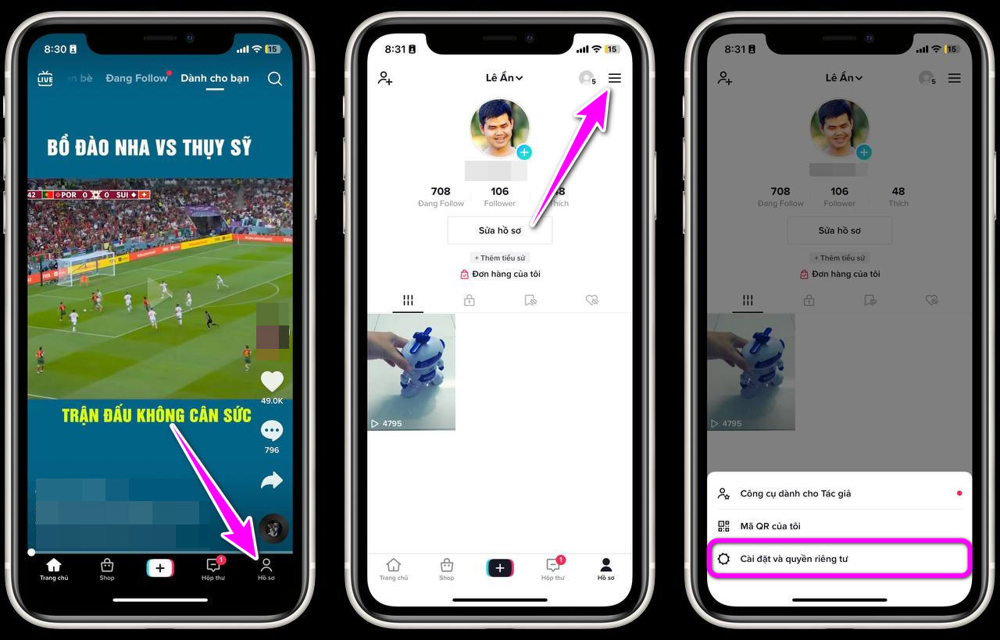 8:30
15
LIVE
n bè Đang Follow Dành cho bạn
BỒ ĐÀO NHA VS THỤY SỸ
42 POR 0 0 SUI
49.0K
TRẬN ĐẤU KHÔNG CÂN SỨC
796
Trang chủ
Shop
1
Hộp thư
Hồ sơ
8:31
15
Lê Ẩn
5
708
Đang Follow
106
Follower
48
Thích
Sửa hồ sơ
+ Thêm tiểu sử
Đơn hàng của tôi
4795
Trang chủ
Shop
1
Hộp thư
Hồ sơ
8:31
15
Lê Ẩn
5
708
Đang Follow
106
Follower
48
Thích
Sửa hồ sơ
+ Thêm tiểu sử
Đơn hàng của tôi
4795
Công cụ dành cho Tác giả
Mã QR của tôi
Cài đặt và quyền riêng tư